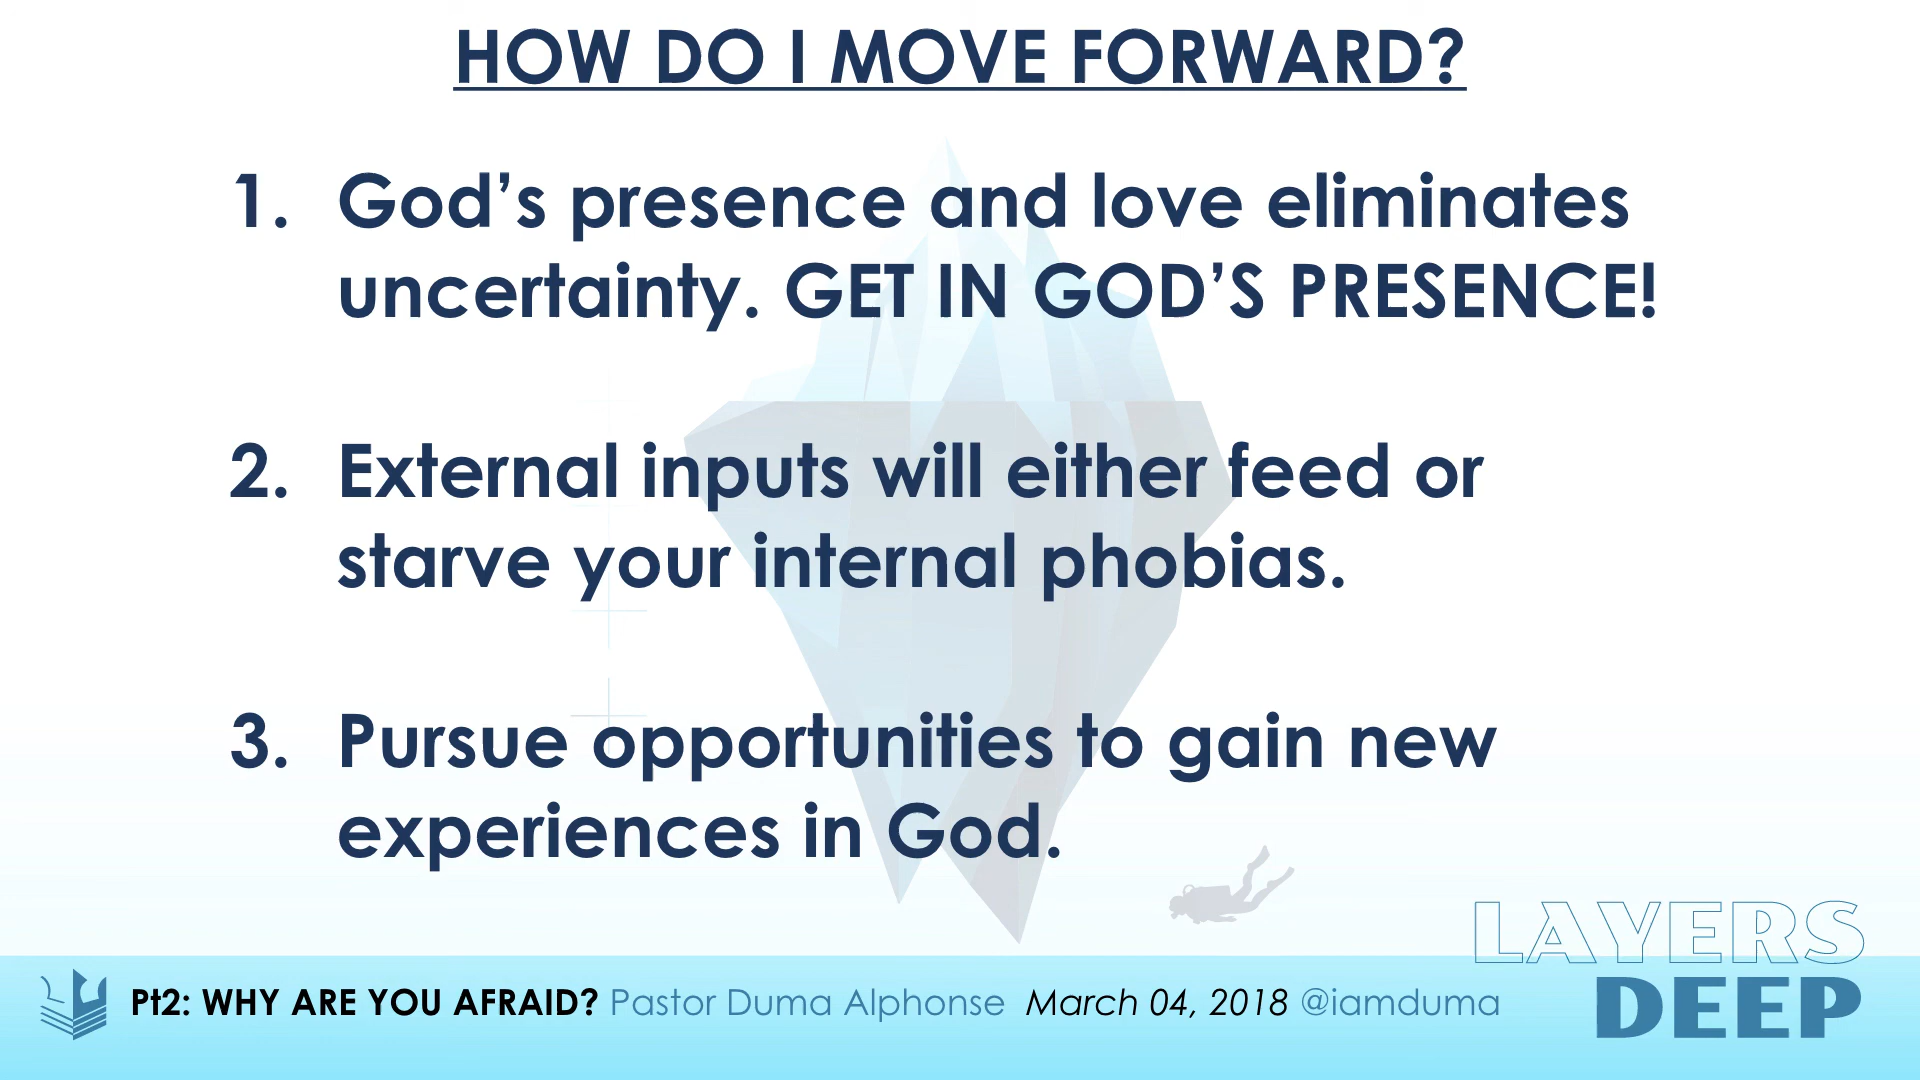 HOW DO I MOVE FORWARD?
1. God’s presence and love eliminates
uncertainty. GET IN GOD’S PRESENCE!
2. External inputs will either feed or
starve your internal phobias.
3. Pursue opportunities to gain new
experiences in God.
LAYERS
DEEP
Pt2: WHY ARE YOU AFRAID? Pastor Duma Alphonse March 04, 2018 @iamduma